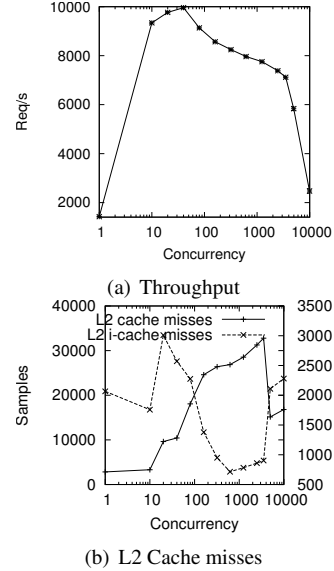 10000
8000
6000
4000
2000
Req/s
1 10 100 1000 10000
Concurrency
(a) Throughput
40000
30000
20000
10000
0
Samples
L2 cache misses
L2 i-cache misses
3500
3000
2500
2000
1500
1000
500
1 10 100 1000 10000
Concurrency
(b) L2 Cache misses